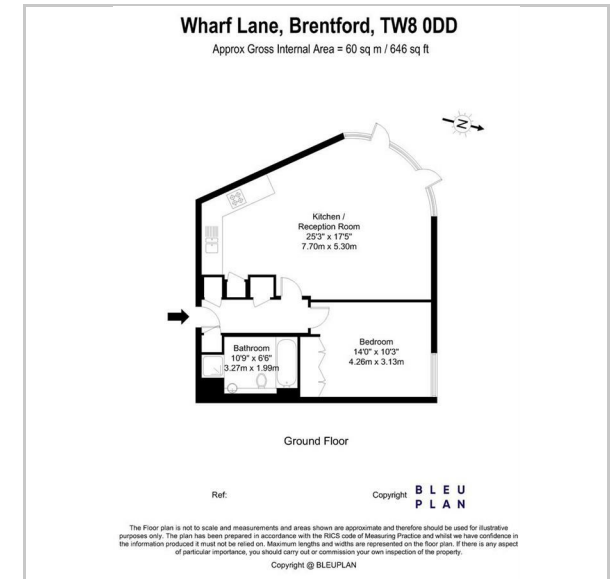 Wharf Lane, Brentford, TW8 0DD
Approx Gross Internal Area = 60 sq m / 646 sq ft
N
Kitchen /
Reception Room
25'3" x 17'5"
7.70m x 5.30m
Bedroom
14'0" x 10'3"
4.26m x 3.13m
Bathroom
10'9" x 6'6"
3.27m x 1.99m
Ground Floor
Ref:
Copyright BLEU
PLAN
The Floor plan is not to scale and measurements and areas shown are approximate and therefore should be used for illustrative
purposes only. The plan has been prepared in accordance with the RICS code of Measuring Practice and whilst we have confidence in
the information produced it must not be relied on. Maximum lengths and widths are represented on the floor plan. If there is any aspect
of particular importance, you should carry out or commission your own inspection of the property.
Copyright @ BLEUPLAN